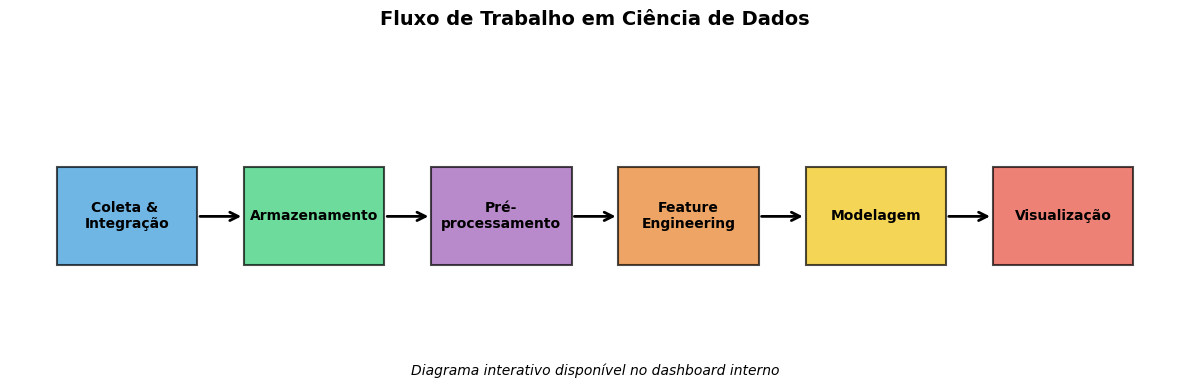 Fluxo de Trabalho em Ciência de Dados
Coleta &
Integração
Armazenamento
Pré-
processamento
Feature
Engineering
Modelagem
Visualização
Diagrama interativo disponível no dashboard interno